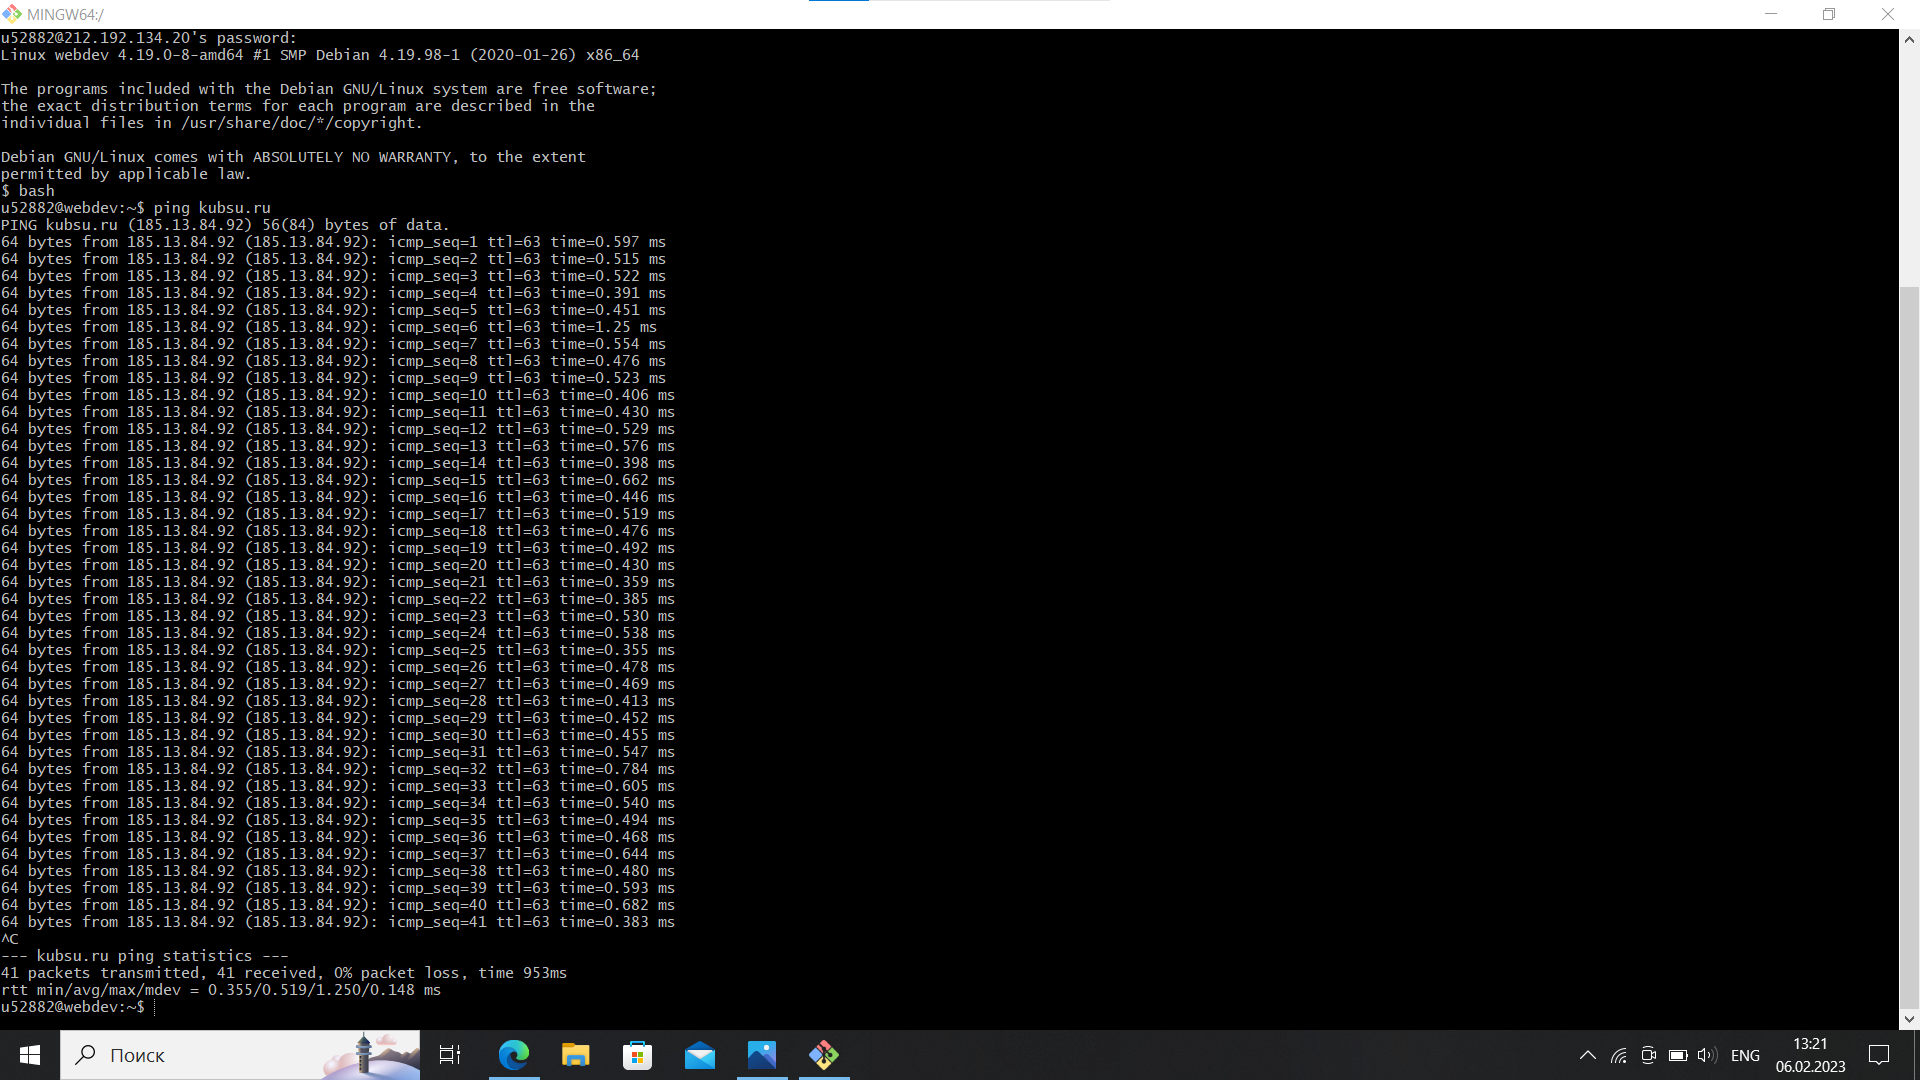 MINGW64:/
u52882@212.192.134.20's password:
Linux webdev 4.19.0-8-amd64 #1 SMP Debian 4.19.98-1 (2020-01-26) x86_64
The programs included with the Debian GNU/Linux system are free software;
the exact distribution terms for each program are described in the
individual files in /usr/share/doc/*/copyright.
Debian GNU/Linux comes with ABSOLUTELY NO WARRANTY, to the extent
permitted by applicable law.
$ bash
u52882@webdev:~$ ping kubsu.ru
PING kubsu.ru (185.13.84.92) 56(84) bytes of data.
64 bytes from 185.13.84.92 (185.13.84.92): icmp_seq=1 ttl=63 time=0.597 ms
64 bytes from 185.13.84.92 (185.13.84.92): icmp_seq=2 ttl=63 time=0.515 ms
64 bytes from 185.13.84.92 (185.13.84.92): icmp_seq=3 ttl=63 time=0.522 ms
64 bytes from 185.13.84.92 (185.13.84.92): icmp_seq=4 ttl=63 time=0.391 ms
64 bytes from 185.13.84.92 (185.13.84.92): icmp_seq=5 ttl=63 time=0.451 ms
64 bytes from 185.13.84.92 (185.13.84.92): icmp_seq=6 ttl=63 time=1.25 ms
64 bytes from 185.13.84.92 (185.13.84.92): icmp_seq=7 ttl=63 time=0.554 ms
64 bytes from 185.13.84.92 (185.13.84.92): icmp_seq=8 ttl=63 time=0.476 ms
64 bytes from 185.13.84.92 (185.13.84.92): icmp_seq=9 ttl=63 time=0.523 ms
64 bytes from 185.13.84.92 (185.13.84.92): icmp_seq=10 ttl=63 time=0.406 ms
64 bytes from 185.13.84.92 (185.13.84.92): icmp_seq=11 ttl=63 time=0.430 ms
64 bytes from 185.13.84.92 (185.13.84.92): icmp_seq=12 ttl=63 time=0.529 ms
64 bytes from 185.13.84.92 (185.13.84.92): icmp_seq=13 ttl=63 time=0.576 ms
64 bytes from 185.13.84.92 (185.13.84.92): icmp_seq=14 ttl=63 time=0.398 ms
64 bytes from 185.13.84.92 (185.13.84.92): icmp_seq=15 ttl=63 time=0.662 ms
64 bytes from 185.13.84.92 (185.13.84.92): icmp_seq=16 ttl=63 time=0.446 ms
64 bytes from 185.13.84.92 (185.13.84.92): icmp_seq=17 ttl=63 time=0.519 ms
64 bytes from 185.13.84.92 (185.13.84.92): icmp_seq=18 ttl=63 time=0.476 ms
64 bytes from 185.13.84.92 (185.13.84.92): icmp_seq=19 ttl=63 time=0.492 ms
64 bytes from 185.13.84.92 (185.13.84.92): icmp_seq=20 ttl=63 time=0.430 ms
64 bytes from 185.13.84.92 (185.13.84.92): icmp_seq=21 ttl=63 time=0.359 ms
64 bytes from 185.13.84.92 (185.13.84.92): icmp_seq=22 ttl=63 time=0.385 ms
64 bytes from 185.13.84.92 (185.13.84.92): icmp_seq=23 ttl=63 time=0.530 ms
64 bytes from 185.13.84.92 (185.13.84.92): icmp_seq=24 ttl=63 time=0.538 ms
64 bytes from 185.13.84.92 (185.13.84.92): icmp_seq=25 ttl=63 time=0.355 ms
64 bytes from 185.13.84.92 (185.13.84.92): icmp_seq=26 ttl=63 time=0.478 ms
64 bytes from 185.13.84.92 (185.13.84.92): icmp_seq=27 ttl=63 time=0.469 ms
64 bytes from 185.13.84.92 (185.13.84.92): icmp_seq=28 ttl=63 time=0.413 ms
64 bytes from 185.13.84.92 (185.13.84.92): icmp_seq=29 ttl=63 time=0.452 ms
64 bytes from 185.13.84.92 (185.13.84.92): icmp_seq=30 ttl=63 time=0.455 ms
64 bytes from 185.13.84.92 (185.13.84.92): icmp_seq=31 ttl=63 time=0.547 ms
64 bytes from 185.13.84.92 (185.13.84.92): icmp_seq=32 ttl=63 time=0.784 ms
64 bytes from 185.13.84.92 (185.13.84.92): icmp_seq=33 ttl=63 time=0.605 ms
64 bytes from 185.13.84.92 (185.13.84.92): icmp_seq=34 ttl=63 time=0.540 ms
64 bytes from 185.13.84.92 (185.13.84.92): icmp_seq=35 ttl=63 time=0.494 ms
64 bytes from 185.13.84.92 (185.13.84.92): icmp_seq=36 ttl=63 time=0.468 ms
64 bytes from 185.13.84.92 (185.13.84.92): icmp_seq=37 ttl=63 time=0.644 ms
64 bytes from 185.13.84.92 (185.13.84.92): icmp_seq=38 ttl=63 time=0.480 ms
64 bytes from 185.13.84.92 (185.13.84.92): icmp_seq=39 ttl=63 time=0.593 ms
64 bytes from 185.13.84.92 (185.13.84.92): icmp_seq=40 ttl=63 time=0.682 ms
64 bytes from 185.13.84.92 (185.13.84.92): icmp_seq=41 ttl=63 time=0.383 ms
^C
--- kubsu.ru ping statistics ---
41 packets transmitted, 41 received, 0% packet loss, time 953ms
rtt min/avg/max/mdev = 0.355/0.519/1.250/0.148 ms
u52882@webdev:~$
Поиск
ENG
13:21
06.02.2023